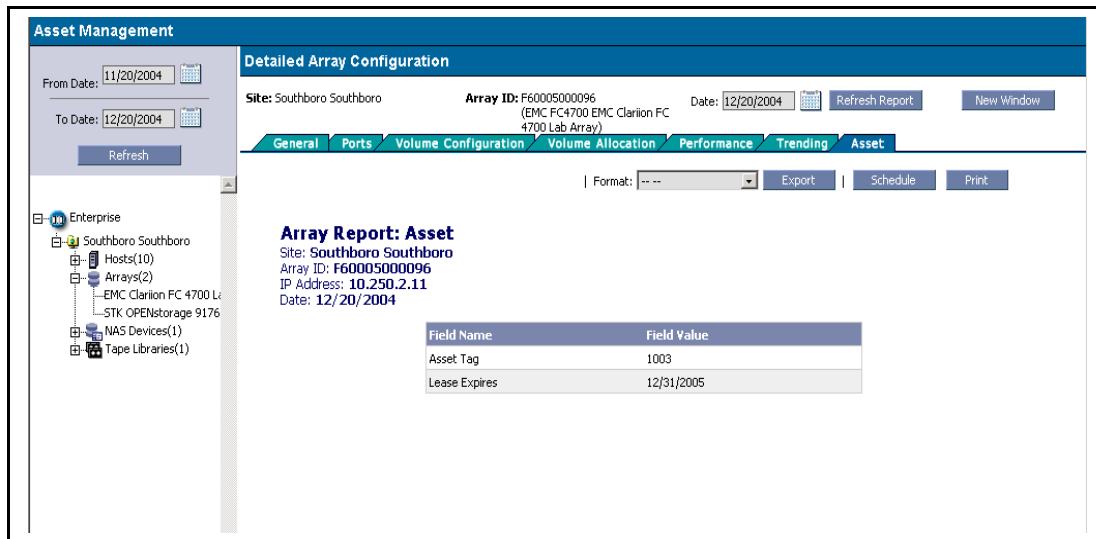 Asset Management
From Date: 11/20/2004
To Date: 12/20/2004
Refresh
Enterprise
Southboro Southboro
Hosts(10)
Arrays(2)
EMC Clariion FC 4700 La
STK OPENstorage 9176
NAS Devices(1)
Tape Libraries(1)
Detailed Array Configuration
Site: Southboro Southboro
Array ID: F60005000096
(EMC FC4700 EMC Clariion FC
4700 Lab Array)
Date: 12/20/2004
Refresh Report
New Window
General Ports Volume Configuration Volume Allocation Performance Trending Asset
| Format: -- -- Export | Schedule Print
Array Report: Asset
Site: Southboro Southboro
Array ID: F60005000096
IP Address: 10.250.2.11
Date: 12/20/2004
Field Name Field Value
Asset Tag 1003
Lease Expires 12/31/2005